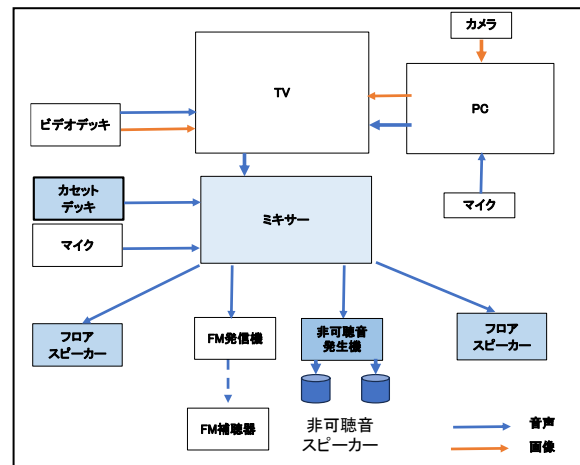 カメラ
TV
PC
ビデオデッキ
カセット
デッキ
マイク
ミキサー
マイク
フロア
スピーカー
FM発信機
非可聴音
発生機
フロア
スピーカー
FM補聴器
非可聴音
スピーカー
音声
画像